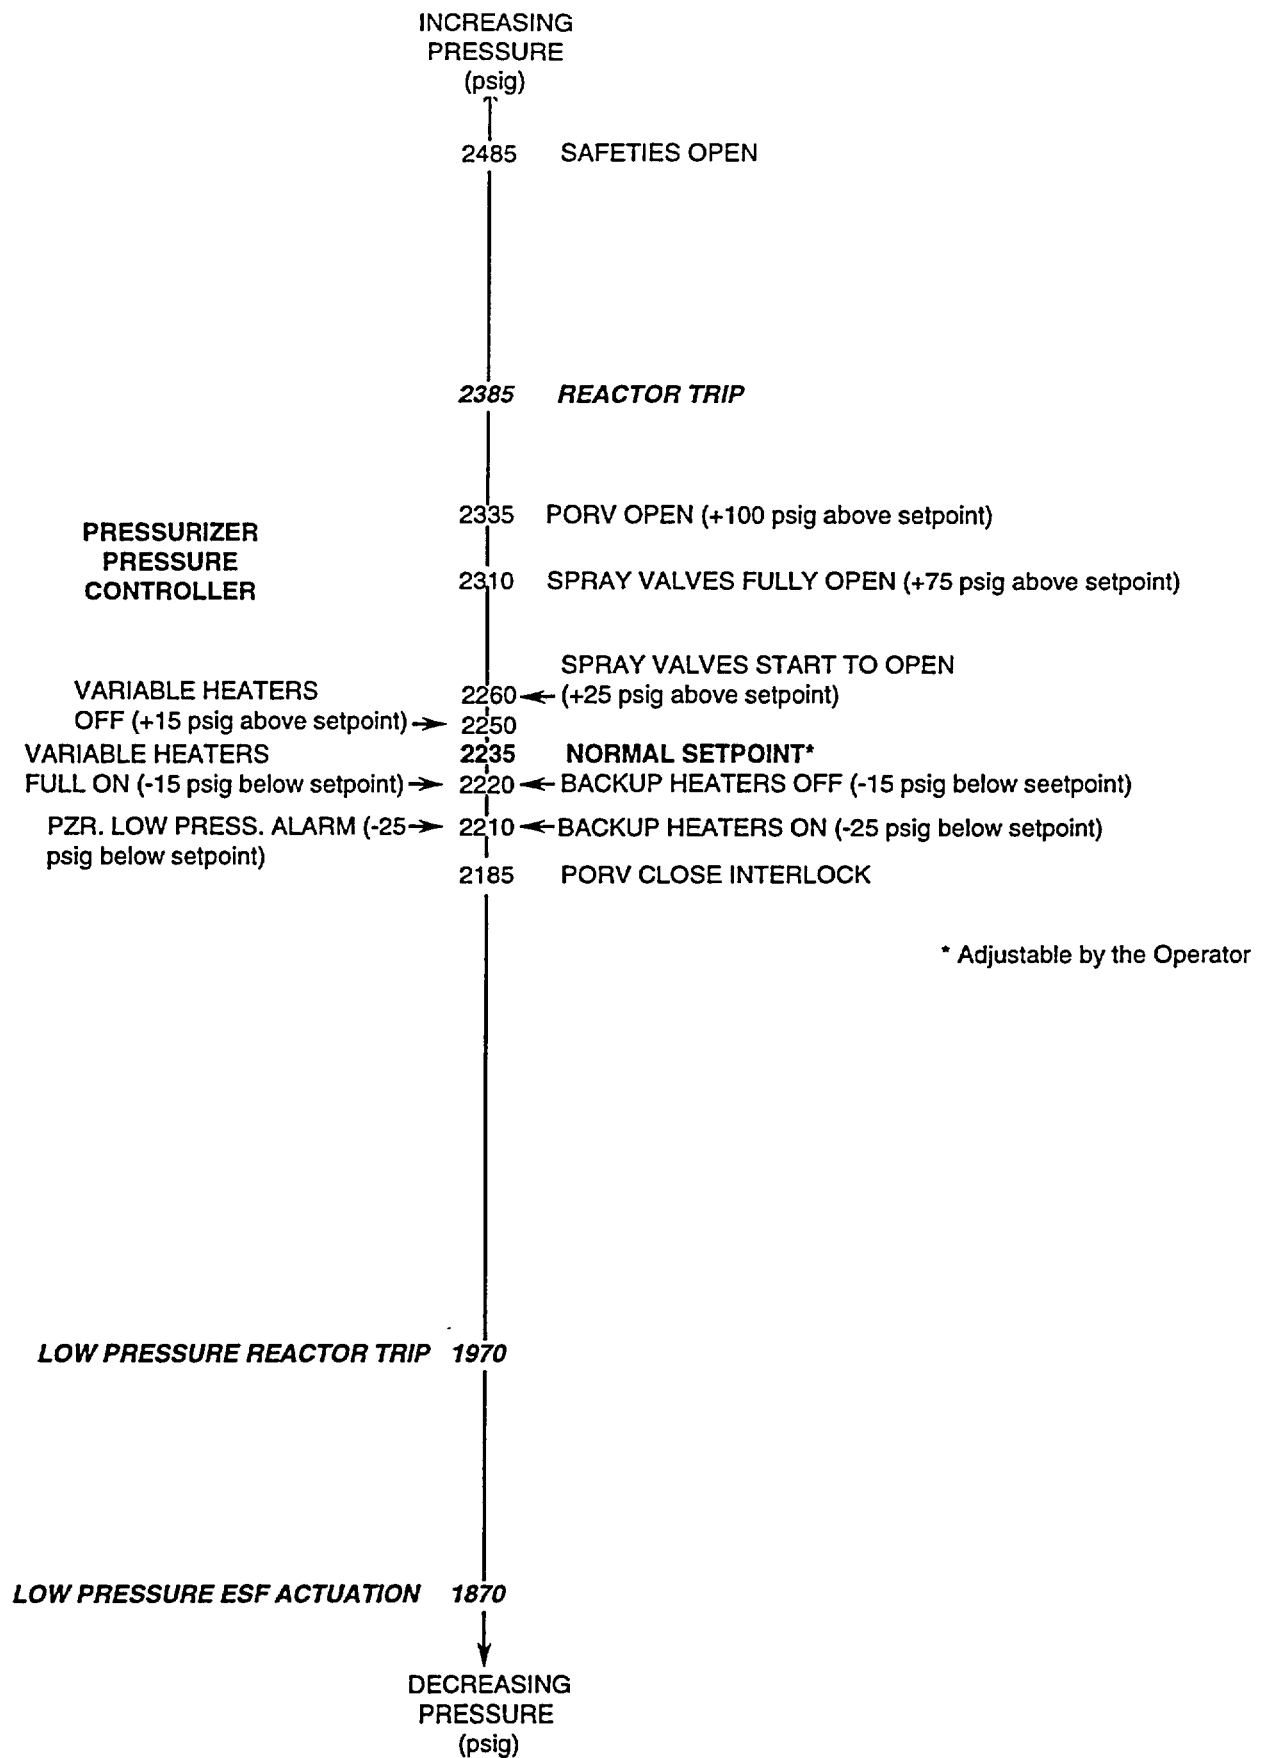 INCREASING
PRESSURE
(psig)
2485 SAFETIES OPEN
2385 REACTOR TRIP
2335 PORV OPEN (+100 psig above setpoint)
PRESSURIZER
PRESSURE
CONTROLLER
2310 SPRAY VALVES FULLY OPEN (+75 psig above setpoint)
SPRAY VALVES START TO OPEN
2260 (+25 psig above setpoint)
VARIABLE HEATERS
OFF (+15 psig above setpoint) 2250
2235 NORMAL SETPOINT*
VARIABLE HEATERS
FULL ON (-15 psig below setpoint) 2220 BACKUP HEATERS OFF (-15 psig below seetpoint)
PZR. LOW PRESS. ALARM (-25 2210 BACKUP HEATERS ON (-25 psig below setpoint)
psig below setpoint)
2185 PORV CLOSE INTERLOCK
* Adjustable by the Operator
LOW PRESSURE REACTOR TRIP 1970
LOW PRESSURE ESF ACTUATION 1870
DECREASING
PRESSURE
(psig)